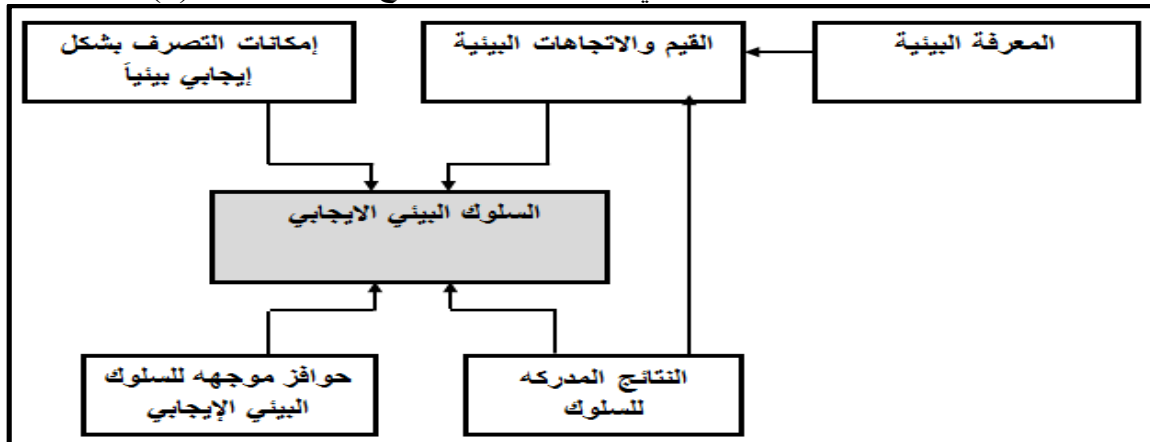 المعرفة البيئية
القيم والاتجاهات البيئية
إمكانات التصرف بشكل
إيجابي بيئياً
السلوك البيئي الايجابي
النتائج المدركه
للسلوك
حوافز موجهه للسلوك
البيئي الإيجابي